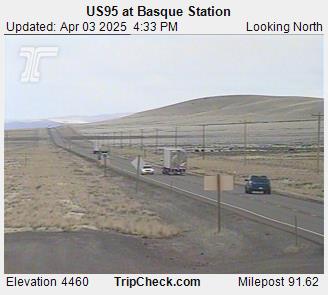 US95 at Basque Station
Updated: Apr 03 2025 4:33 PM Looking North
Elevation 4460 TripCheck.com Milepost 91.62